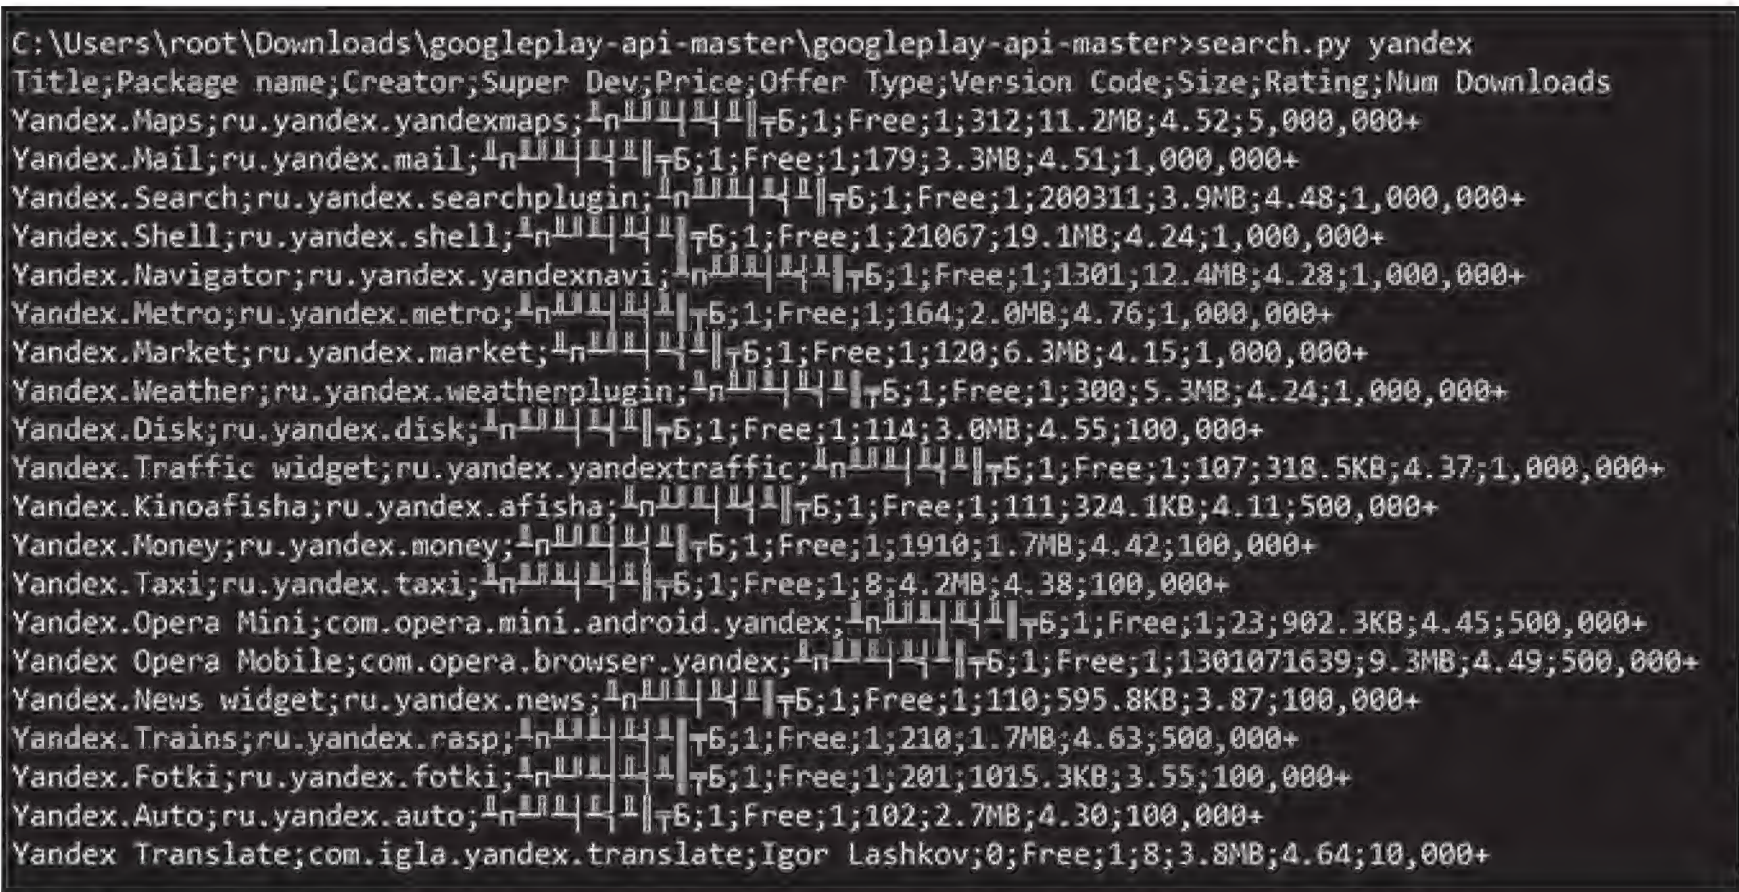 C:\Users\root\Downloads\googleplay-api-master\googleplay-api-master>search.py yandex
Title;Package name;Creator;Super Dev;Price;Offer Type;Version Code;Size;Rating;Num Downloads
Yandex.Maps;ru.yandex.yandexmaps;╨п╨╜╨┤╨╡╨║╤Б;1;Free;1;312;11.2MB;4.52;5,000,000+
Yandex.Mail;ru.yandex.mail;╨п╨╜╨┤╨╡╨║╤Б;1;Free;1;179;3.3MB;4.51;1,000,000+
Yandex.Search;ru.yandex.searchplugin;╨п╨╜╨┤╨╡╨║╤Б;1;Free;1;200311;3.9MB;4.48;1,000,000+
Yandex.Shell;ru.yandex.shell;╨п╨╜╨┤╨╡╨║╤Б;1;Free;1;21067;19.1MB;4.24;1,000,000+
Yandex.Navigator;ru.yandex.yandexnavi;╨п╨╜╨┤╨╡╨║╤Б;1;Free;1;1301;12.4MB;4.28;1,000,000+
Yandex.Metro;ru.yandex.metro;╨п╨╜╨┤╨╡╨║╤Б;1;Free;1;164;2.0MB;4.76;1,000,000+
Yandex.Market;ru.yandex.market;╨п╨╜╨┤╨╡╨║╤Б;1;Free;1;120;6.3MB;4.15;1,000,000+
Yandex.Weather;ru.yandex.weatherplugin;╨п╨╜╨┤╨╡╨║╤Б;1;Free;1;300;5.3MB;4.24;1,000,000+
Yandex.Disk;ru.yandex.disk;╨п╨╜╨┤╨╡╨║╤Б;1;Free;1;114;3.0MB;4.55;100,000+
Yandex.Traffic widget;ru.yandex.yandextraffic;╨п╨╜╨┤╨╡╨║╤Б;1;Free;1;107;318.5KB;4.37;1,000,000+
Yandex.Kinoafisha;ru.yandex.afisha;╨п╨╜╨┤╨╡╨║╤Б;1;Free;1;111;324.1KB;4.11;500,000+
Yandex.Money;ru.yandex.money;╨п╨╜╨┤╨╡╨║╤Б;1;Free;1;1910;1.7MB;4.42;100,000+
Yandex.Taxi;ru.yandex.taxi;╨п╨╜╨┤╨╡╨║╤Б;1;Free;1;8;4.2MB;4.38;100,000+
Yandex.Opera Mini;com.opera.mini.android.yandex;╨п╨╜╨┤╨╡╨║╤Б;1;Free;1;23;902.3KB;4.45;500,000+
Yandex Opera Mobile;com.opera.browser.yandex;╨п╨╜╨┤╨╡╨║╤Б;1;Free;1;1301071639;9.3MB;4.49;500,000+
Yandex.News widget;ru.yandex.news;╨п╨╜╨┤╨╡╨║╤Б;1;Free;1;110;595.8KB;3.87;100,000+
Yandex.Trains;ru.yandex.rasp;╨п╨╜╨┤╨╡╨║╤Б;1;Free;1;210;1.7MB;4.63;500,000+
Yandex.Fotki;ru.yandex.fotki;╨п╨╜╨┤╨╡╨║╤Б;1;Free;1;201;1015.3KB;3.55;100,000+
Yandex.Auto;ru.yandex.auto;╨п╨╜╨┤╨╡╨║╤Б;1;Free;1;102;2.7MB;4.30;100,000+
Yandex Translate;com.igla.yandex.translate;Igor Lashkov;0;Free;1;8;3.8MB;4.64;10,000+